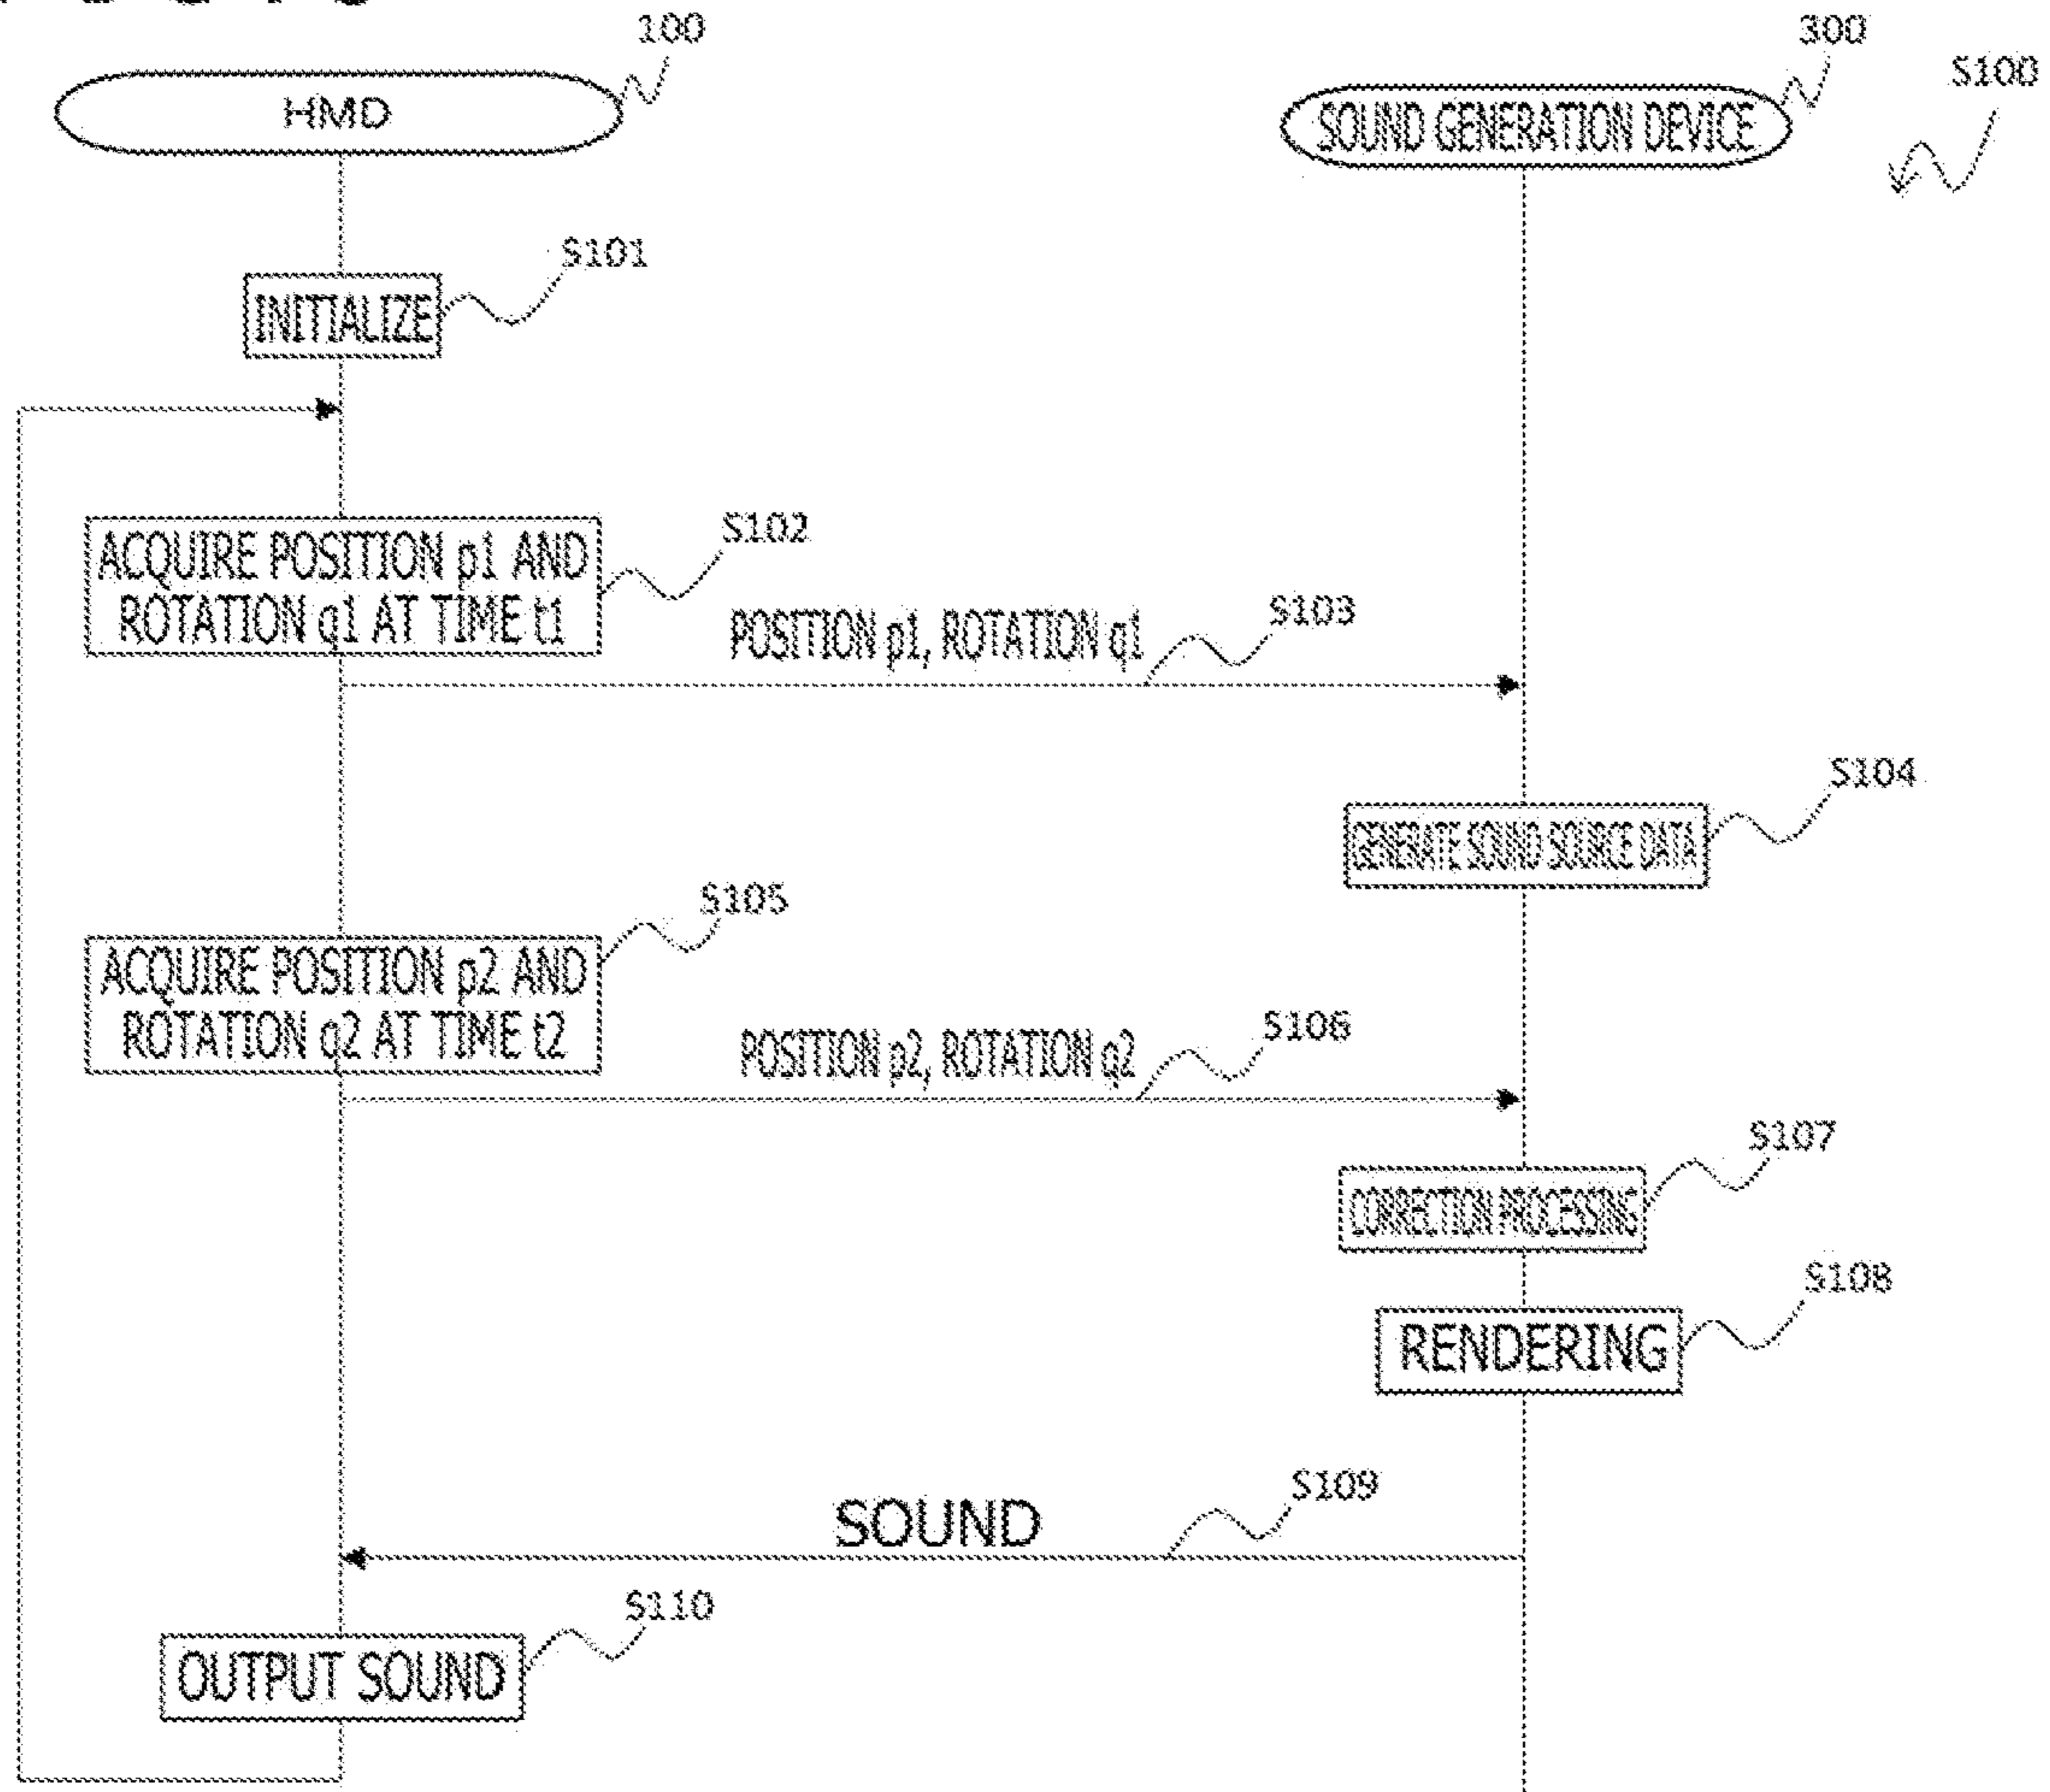 100
300
S100
HMD
SOUND GENERATION DEVICE
S101
INITIALIZE
S102
ACQUIRE POSITION p1 AND
ROTATION q1 AT TIME t1
S103
POSITION p1, ROTATION q1
S104
GENERATE SOUND SOURCE DATA
S105
ACQUIRE POSITION p2 AND
ROTATION q2 AT TIME t2
S106
POSITION p2, ROTATION q2
S107
CORRECTION PROCESSING
S108
RENDERING
S109
SOUND
S110
OUTPUT SOUND